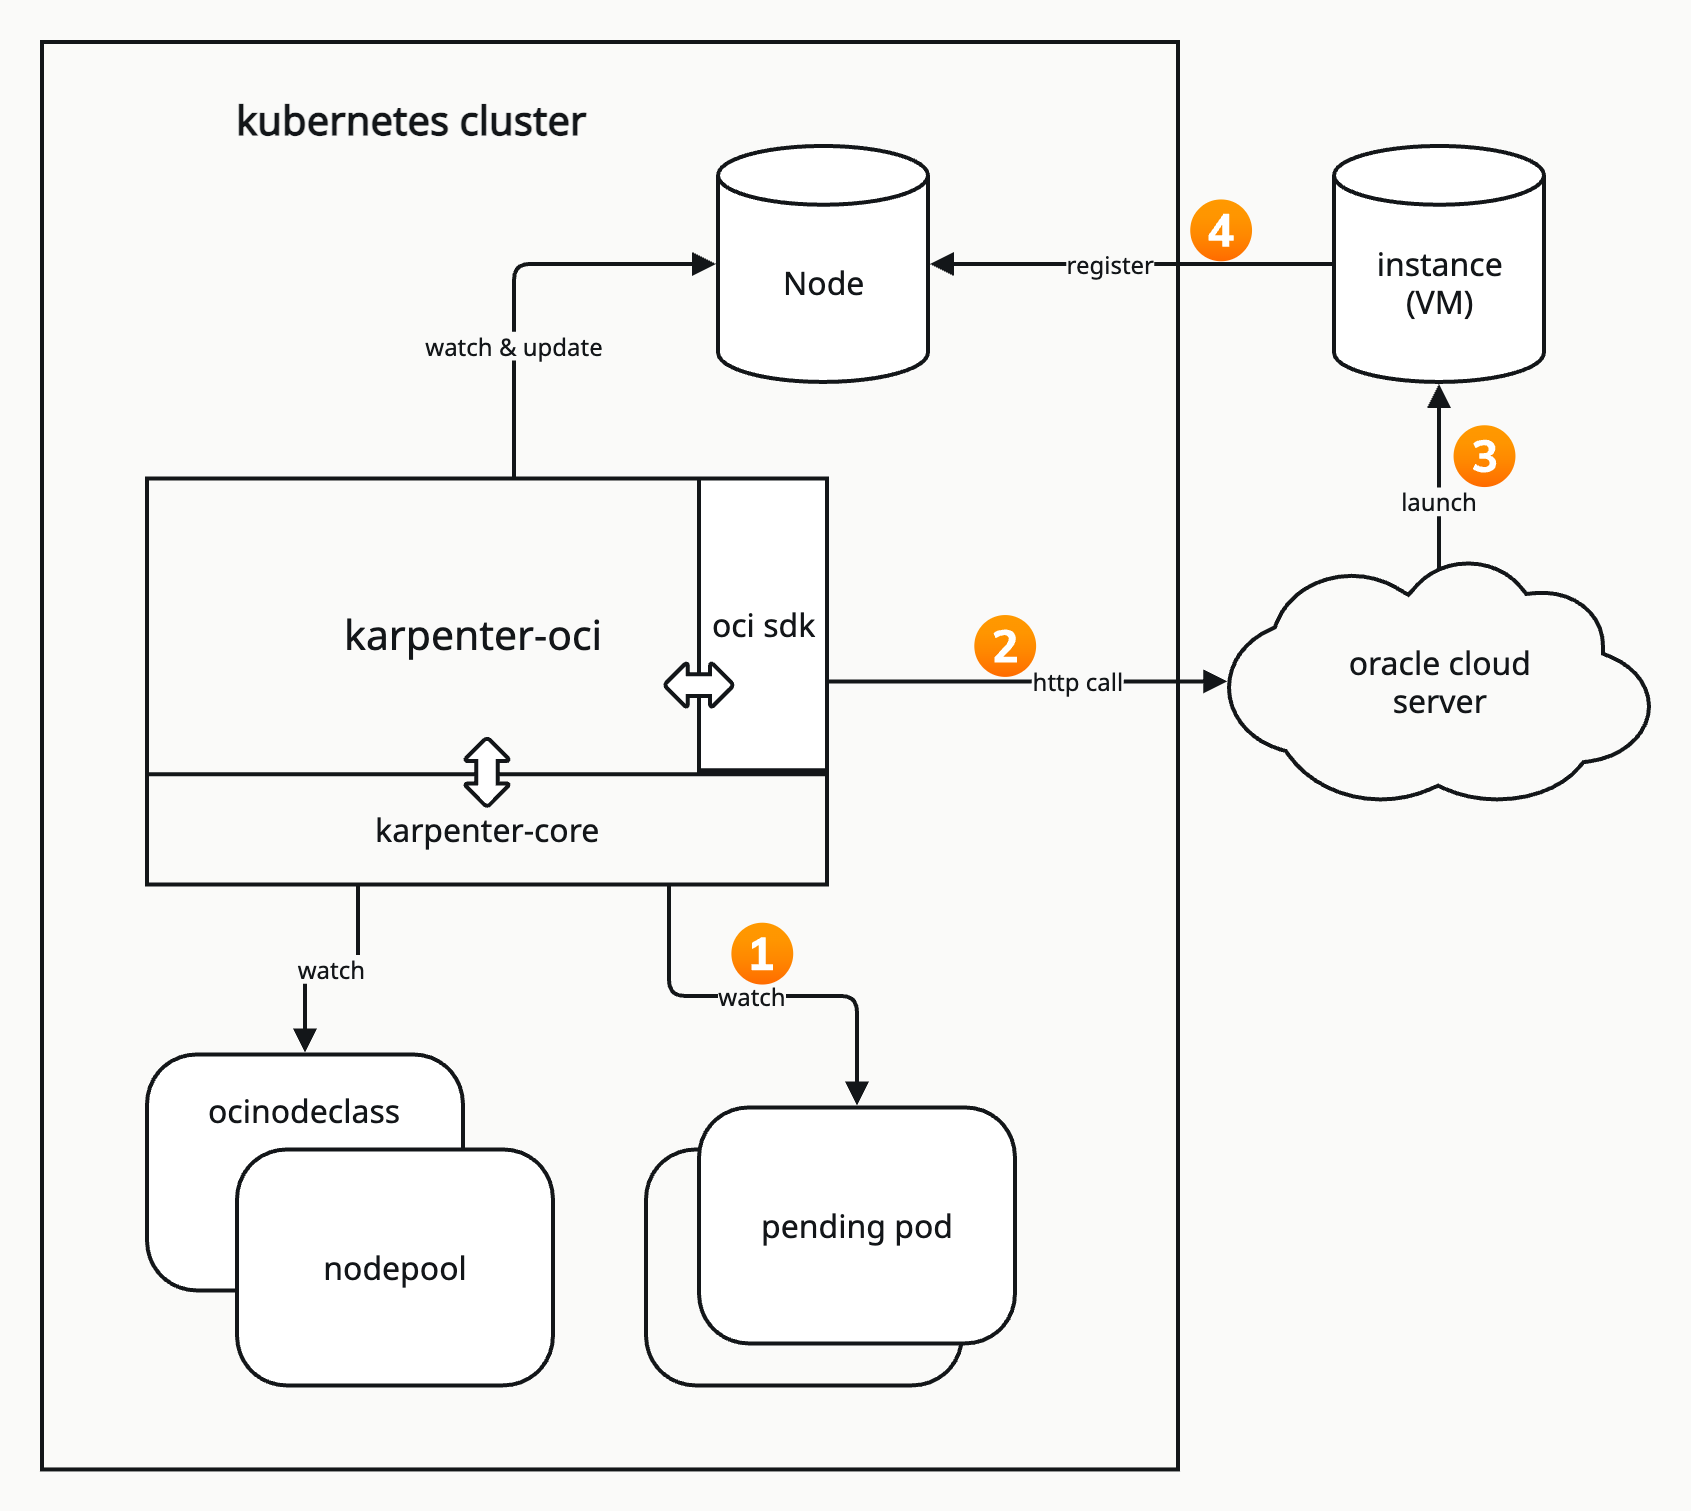 kubernetes cluster
Node
4
register
instance
(VM)
watch & update
3
launch
karpenter-oci
oci sdk
2
http call
oracle cloud
server
karpenter-core
watch
1
watch
ocinodeclass
nodepool
pending pod